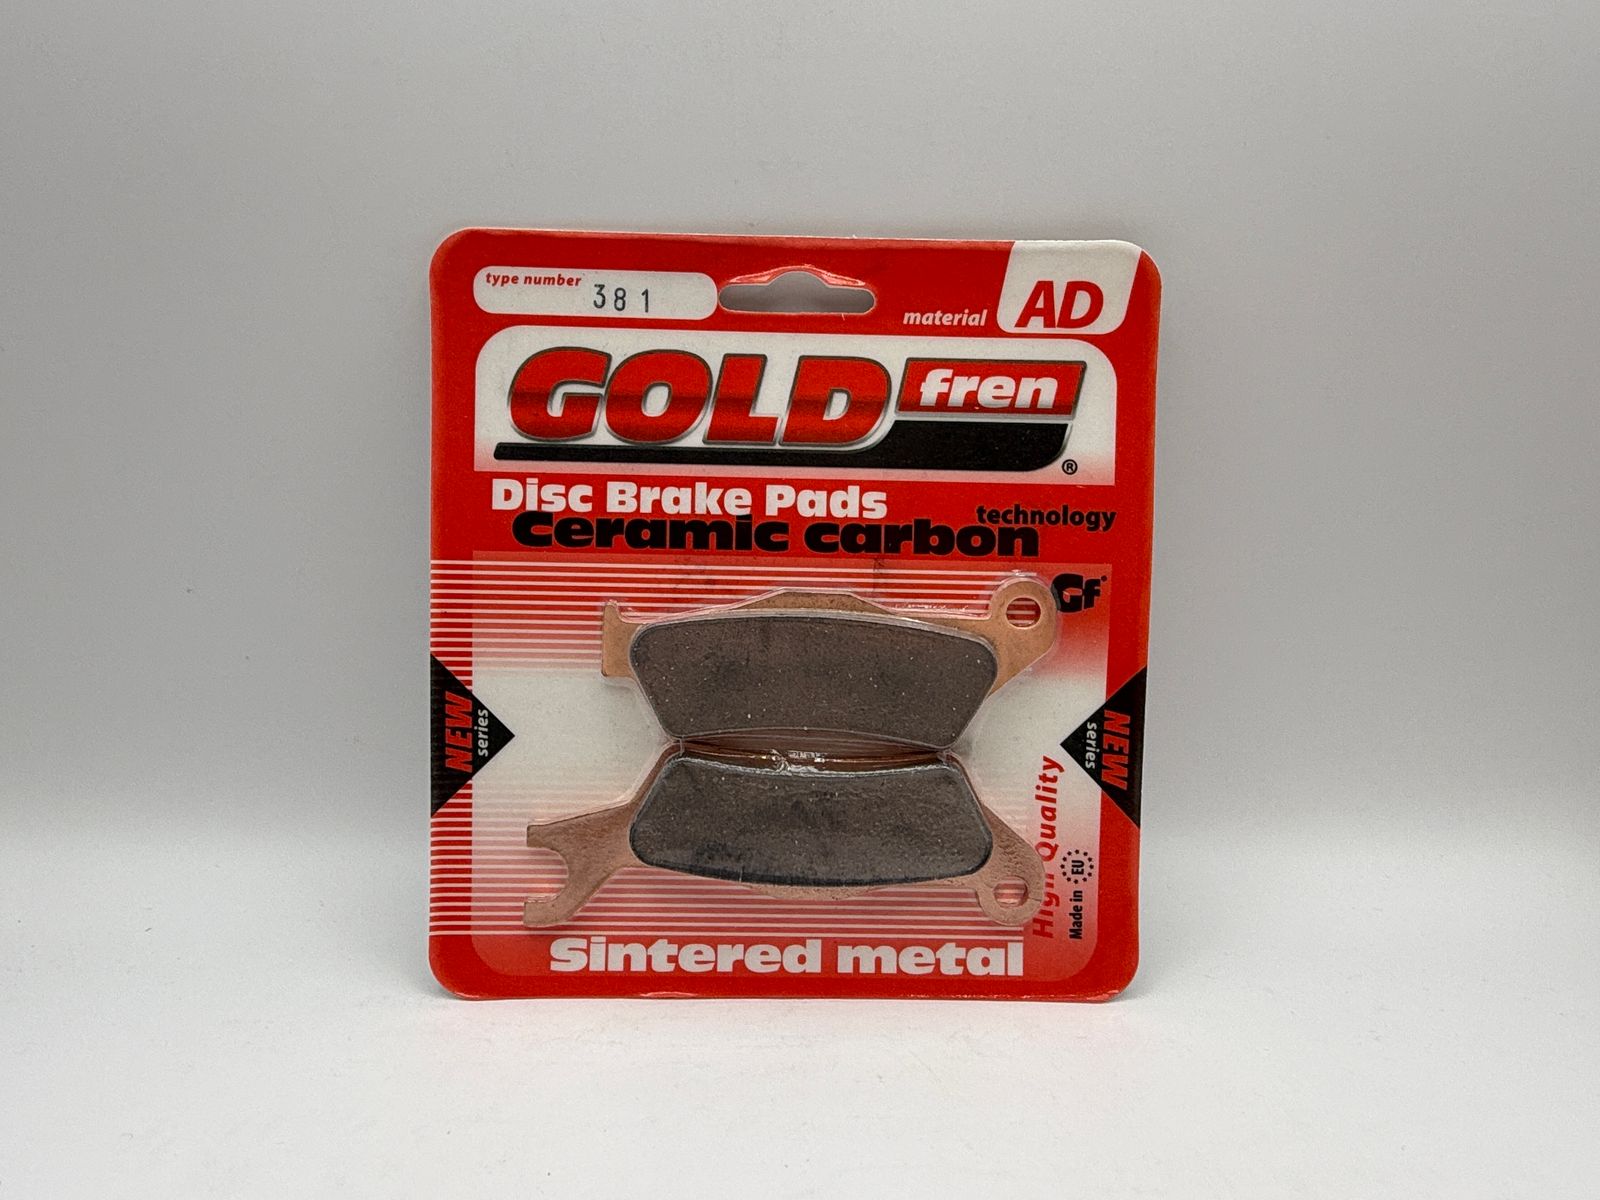 type number 381
material AD
GOLD fren ®
Disc Brake Pads
Ceramic carbon technology
Gf
NEW series
NEW series
High Quality
Made in EU
Sintered metal